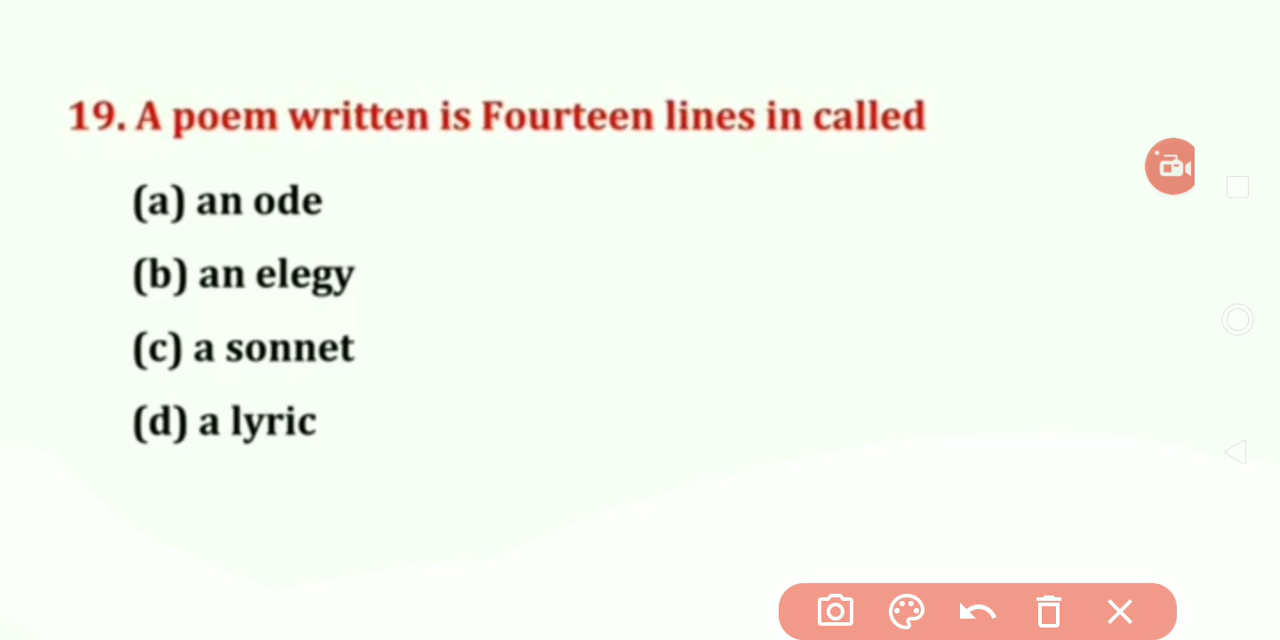 19. A poem written is Fourteen lines in called
(a) an ode
(b) an elegy
(c) a sonnet
(d) a lyric